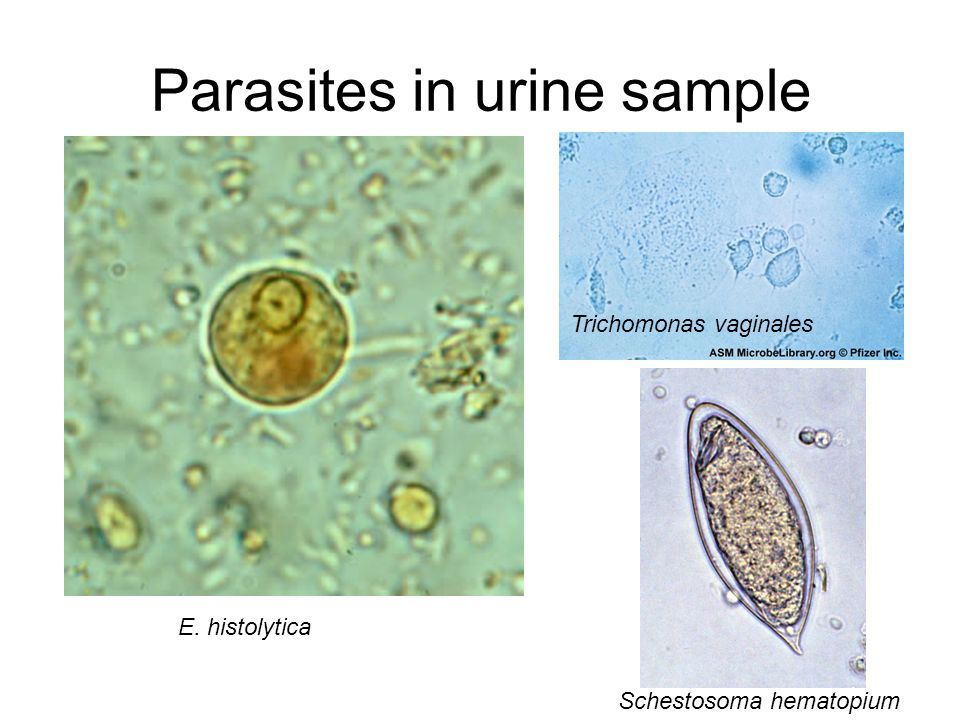 Parasites in urine sample
Trichomonas vaginales
ASM MicrobeLibrary.org © Pfizer Inc.
E. histolytica
Schestosoma hematopium